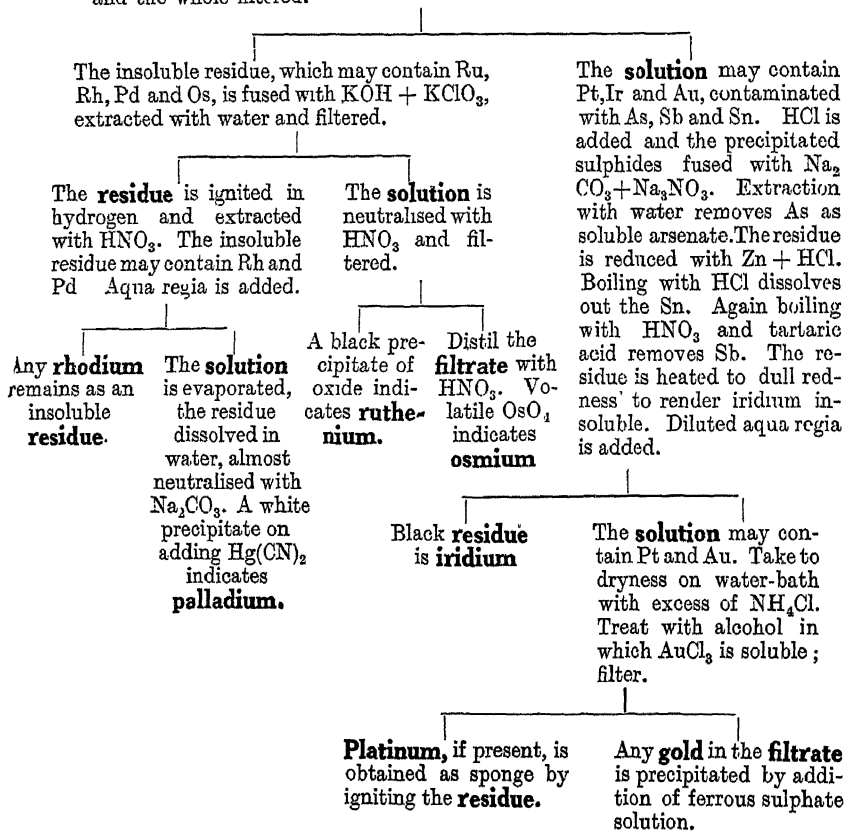 and the whole filtered.
The insoluble residue, which may contain Ru,
Rh, Pd and Os, is fused with KOH + KClO₃,
extracted with water and filtered.
The solution may contain
Pt,Ir and Au, contaminated
with As, Sb and Sn. HCl is
added and the precipitated
sulphides fused with Na₂
CO₃+Na₃NO₃. Extraction
with water removes As as
soluble arsenate.The residue
is reduced with Zn + HCl.
Boiling with HCl dissolves
out the Sn. Again boiling
with HNO₃ and tartaric
acid removes Sb. The re-
sidue is heated to dull red-
ness' to render iridium in-
soluble. Diluted aqua regia
is added.
The residue is ignited in
hydrogen and extracted
with HNO₃. The insoluble
residue may contain Rh and
Pd Aqua regia is added.
The solution is
neutralised with
HNO₃ and fil-
tered.
Any rhodium
remains as an
insoluble
residue.
The solution
is evaporated,
the residue
dissolved in
water, almost
neutralised with
Na₂CO₃. A white
precipitate on
adding Hg(CN)₂
indicates
palladium.
A black pre-
cipitate of
oxide indi-
cates ruthe-
nium.
Distil the
filtrate with
HNO₃. Vo-
latile OsO₄
indicates
osmium
Black residue
is iridium
The solution may con-
tain Pt and Au. Take to
dryness on water-bath
with excess of NH₄Cl.
Treat with alcohol in
which AuCl₃ is soluble ;
filter.
Platinum, if present, is
obtained as sponge by
igniting the residue.
Any gold in the filtrate
is precipitated by addi-
tion of ferrous sulphate
solution.